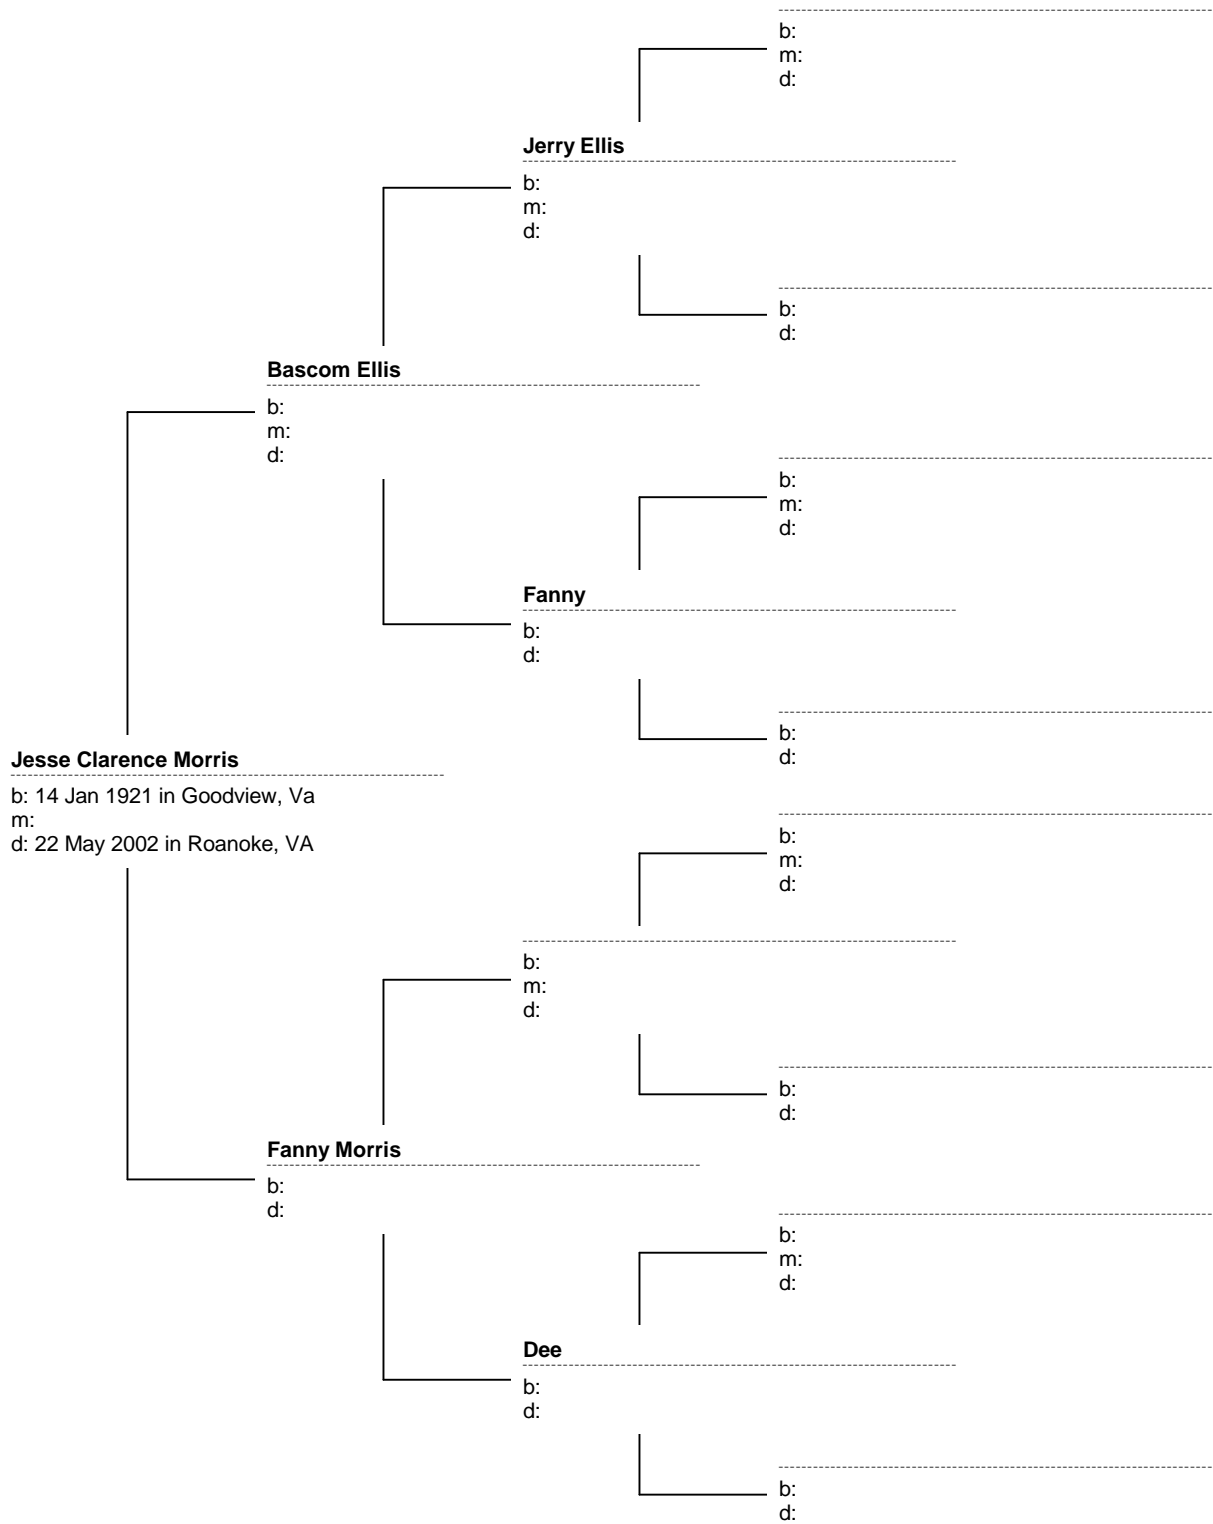 b:
m:
d:
Jerry Ellis
b:
m:
d:
b:
d:
Bascom Ellis
b:
m:
d:
b:
m:
d:
Fanny
b:
d:
b:
d:
Jesse Clarence Morris
b: 14 Jan 1921 in Goodview, Va
m:
d: 22 May 2002 in Roanoke, VA
b:
m:
d:
b:
m:
d:
b:
d:
Fanny Morris
b:
d:
b:
m:
d:
Dee
b:
d:
b:
d: